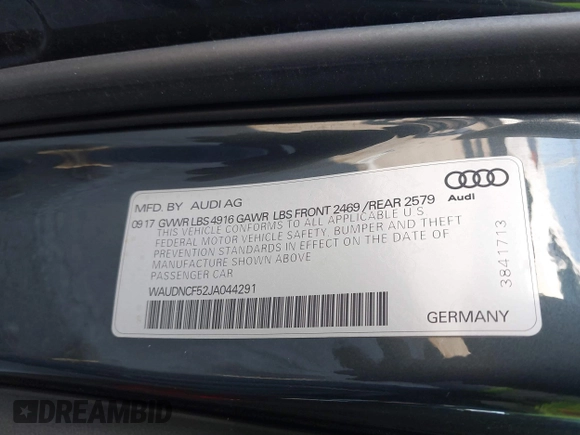 MFD. BY AUDI AG
Audi
09 17 GVWR LBS 4916 GAWR LBS FRONT 2469 /REAR 2579
THIS VEHICLE CONFORMS TO ALL APPLICABLE U S
FEDERAL MOTOR VEHICLE SAFETY, BUMPER AND THEFT
PREVENTION STANDARDS IN EFFECT ON THE DATE OF
MANUFACTURE SHOWN ABOVE
PASSENGER CAR
WAUDNCF52JA044291
3841713
GERMANY
DREAMBID